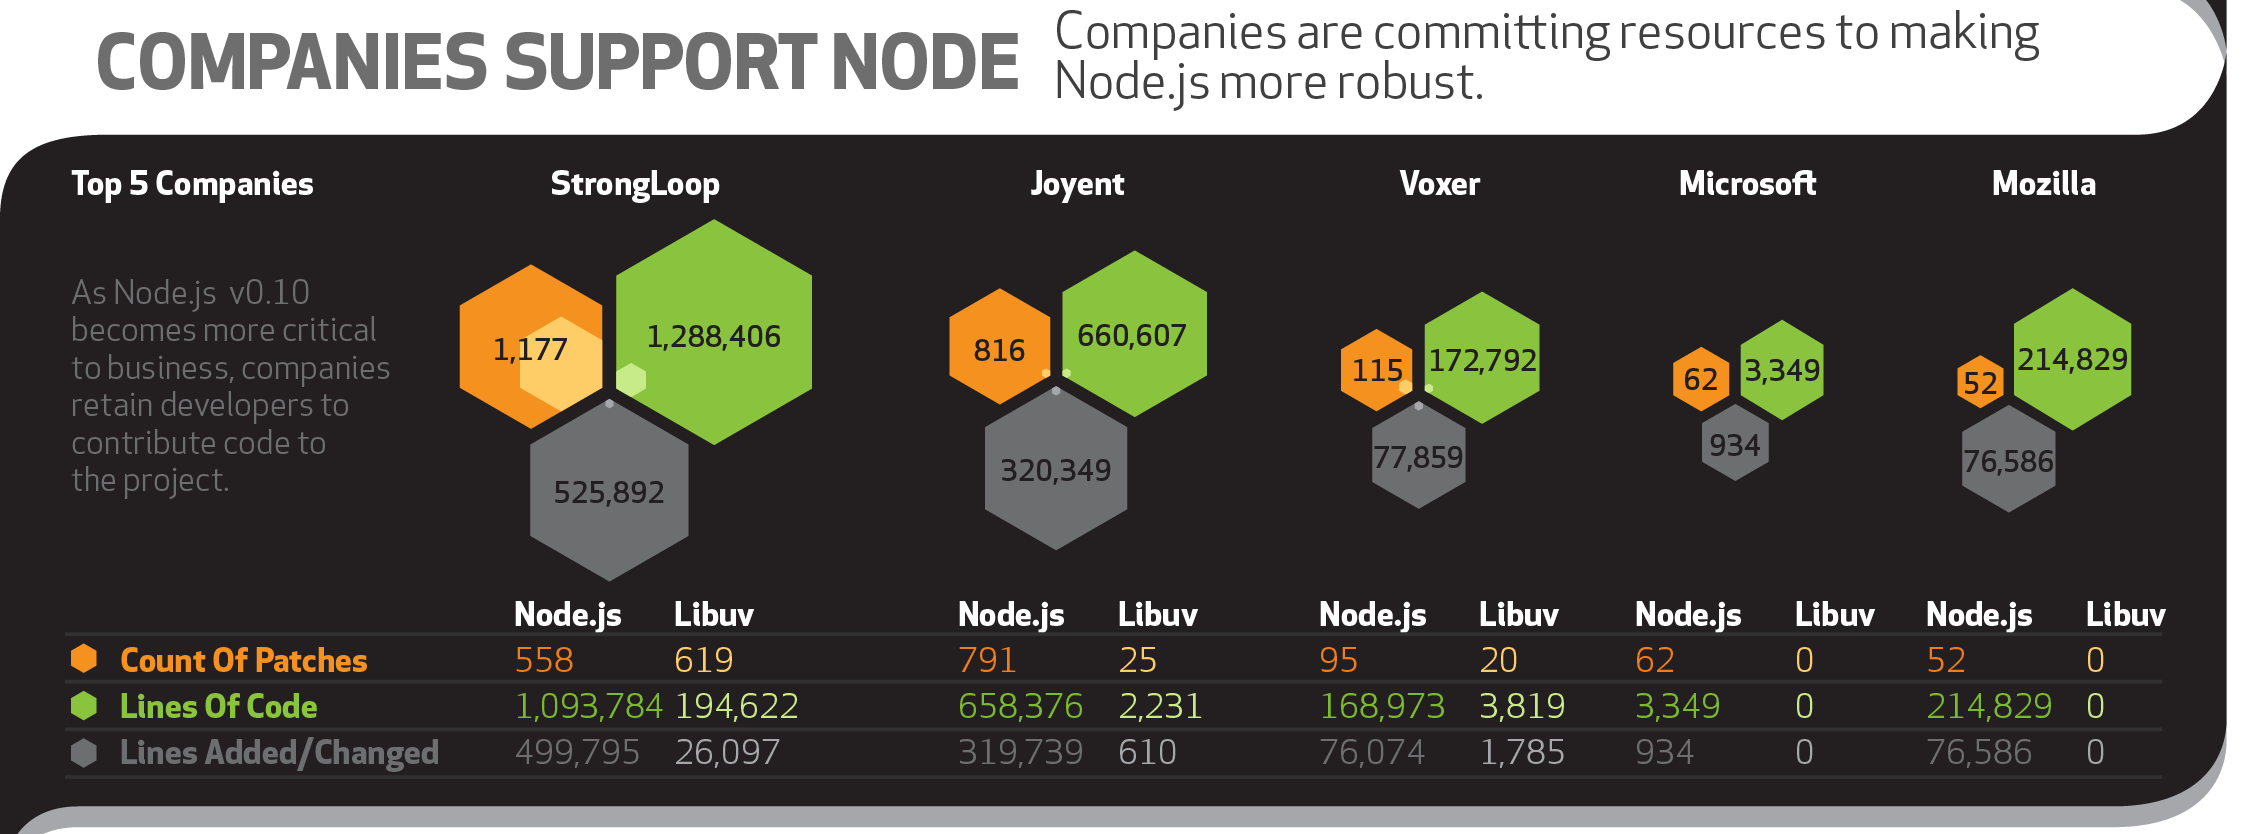 COMPANIES SUPPORT NODE
Companies are committing resources to making
Node.js more robust.
Top 5 Companies
StrongLoop
Joyent
Voxer
Microsoft
Mozilla
As Node.js v0.10
becomes more critical
to business, companies
retain developers to
contribute code to
the project.
1,177
1,288,406
525,892
816
660,607
320,349
115
172,792
77,859
62
3,349
934
52
214,829
76,586
Node.js Libuv Node.js Libuv Node.js Libuv Node.js Libuv Node.js Libuv
Count Of Patches 558 619 791 25 95 20 62 0 52 0
Lines Of Code 1,093,784 194,622 658,376 2,231 168,973 3,819 3,349 0 214,829 0
Lines Added/Changed 499,795 26,097 319,739 610 76,074 1,785 934 0 76,586 0